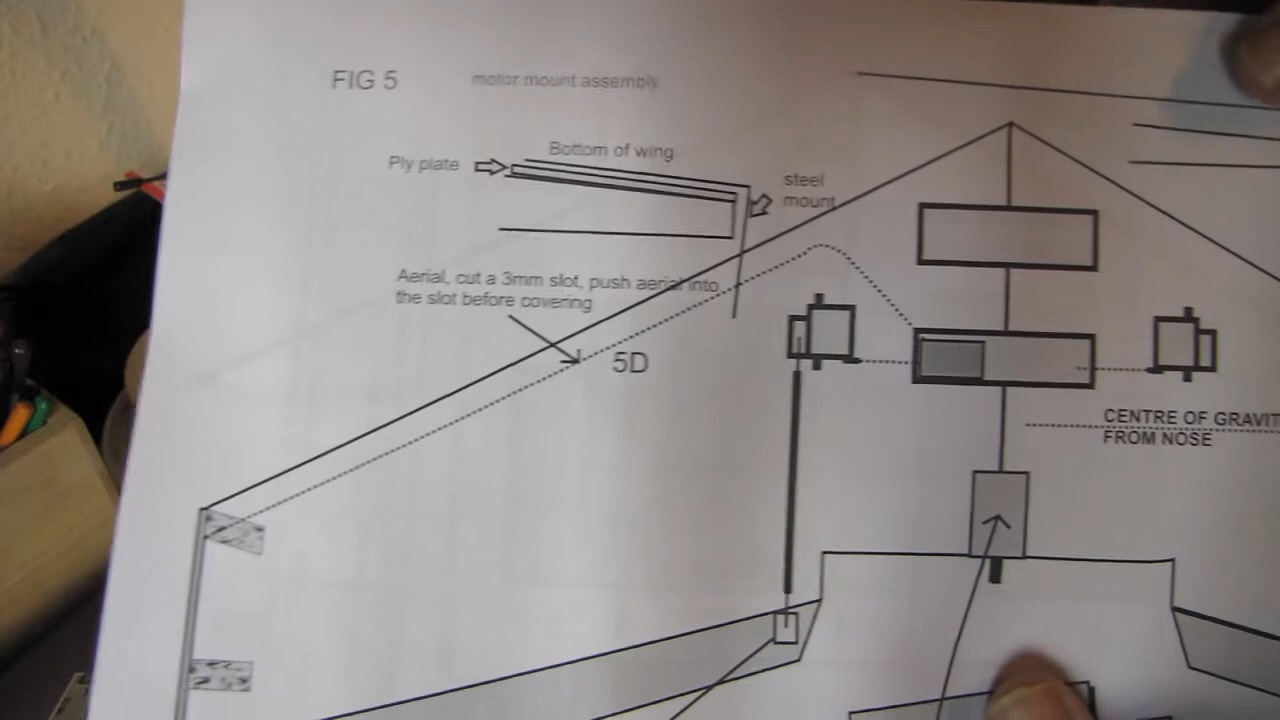 FIG 5
motor mount assembly
Bottom of wing
Ply plate
steel
mount
Aerial, cut a 3mm slot, push aerial into
the slot before covering
5D
CENTRE OF GRAVIT
FROM NOSE